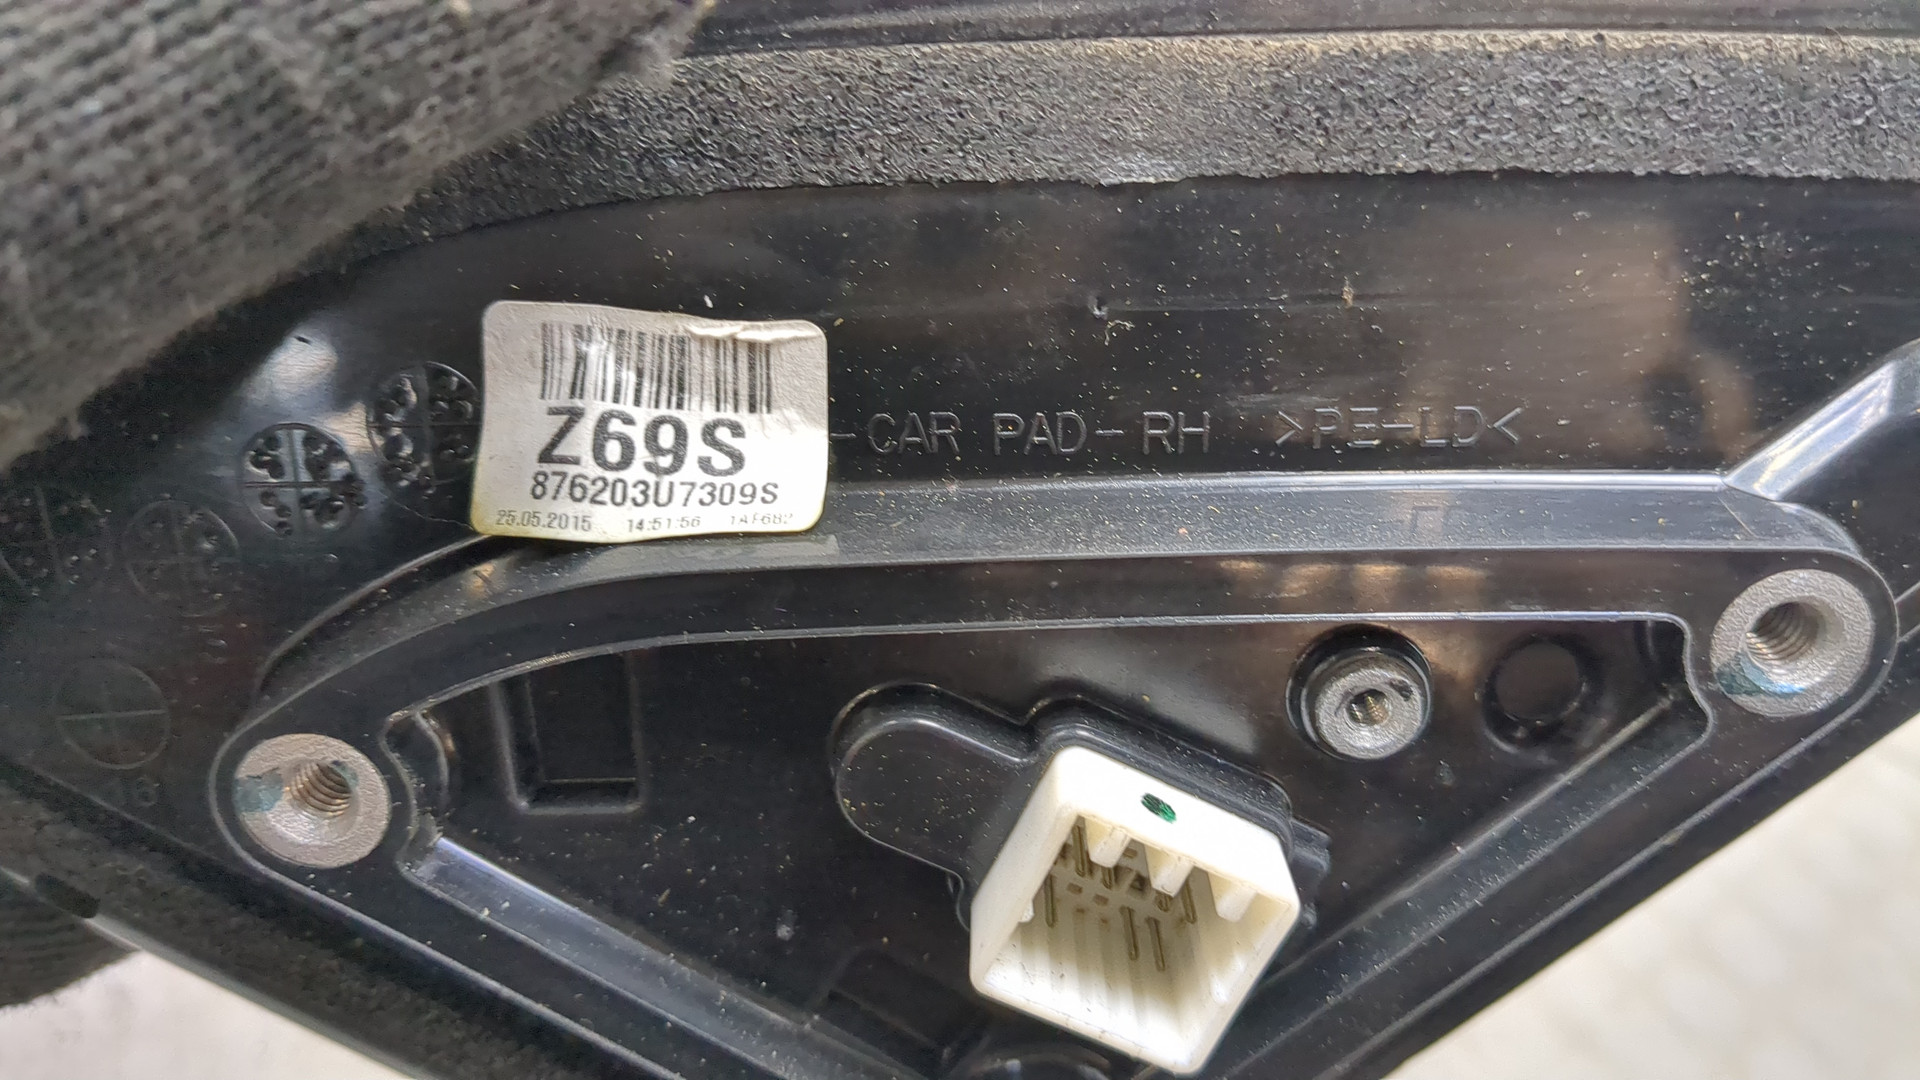 Z69S
876203U7309S
25.05.2015 14:51:56
-CAR PAD-RH >PE-LD<